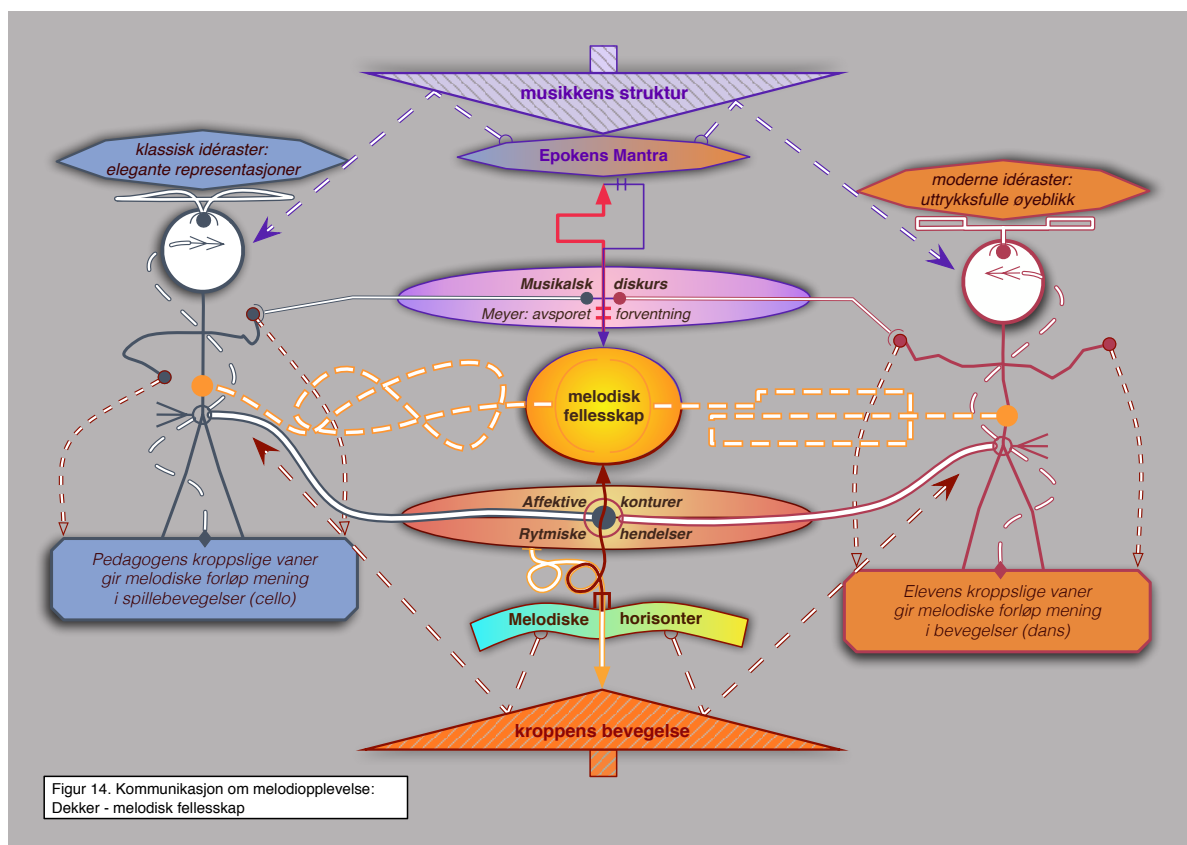 musikkens struktur
klassisk idéraster:
elegante representasjoner
Epokens Mantra
moderne idéraster:
uttrykksfulle øyeblikk
Musikalsk diskurs
Meyer: avsporet forventning
melodisk
fellesskap
Affektive konturer
Rytmiske hendelser
Pedagogens kroppslige vaner
gir melodiske forløp mening
i spillebevegelser (cello)
Elevens kroppslige vaner
gir melodiske forløp mening
i bevegelser (dans)
Melodiske horisonter
kroppens bevegelse
Figur 14. Kommunikasjon om melodiopplevelse:
Dekker - melodisk fellesskap